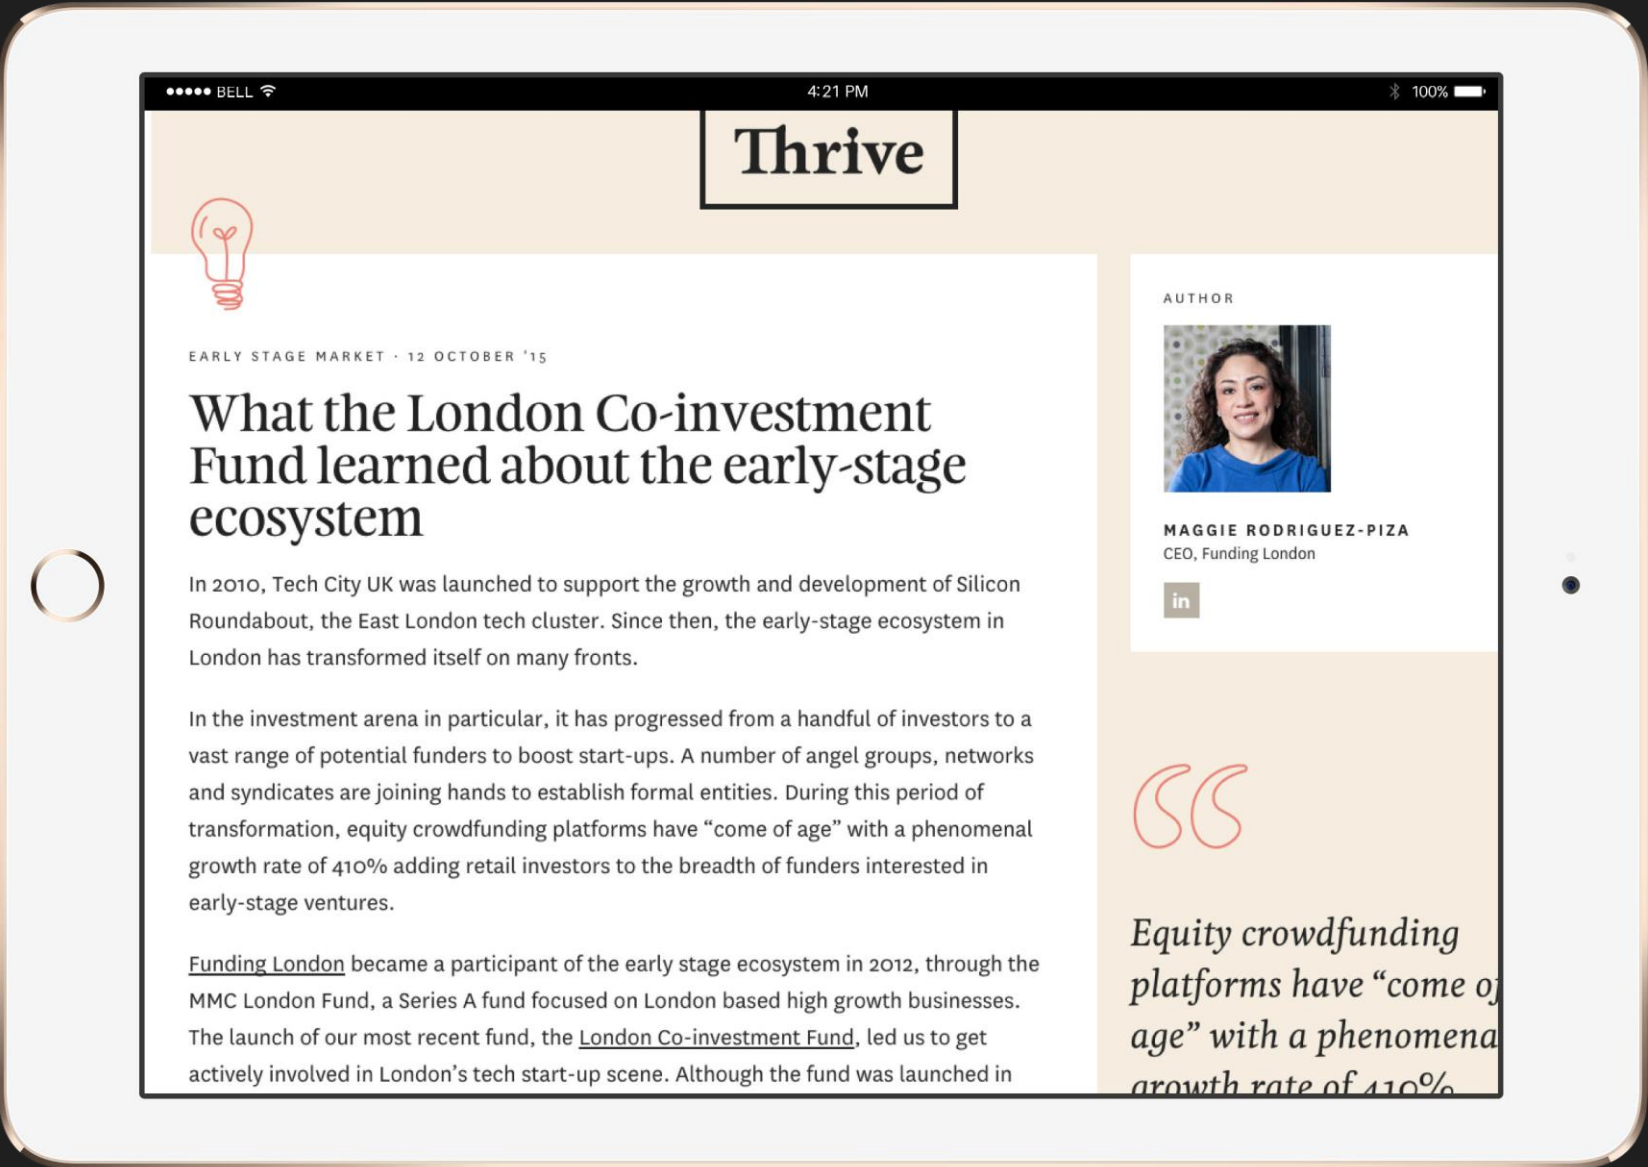 BELL
4:21 PM
100%
Thrive
EARLY STAGE MARKET · 12 OCTOBER '15
What the London Co-investment
Fund learned about the early-stage
ecosystem
In 2010, Tech City UK was launched to support the growth and development of Silicon
Roundabout, the East London tech cluster. Since then, the early-stage ecosystem in
London has transformed itself on many fronts.
In the investment arena in particular, it has progressed from a handful of investors to a
vast range of potential funders to boost start-ups. A number of angel groups, networks
and syndicates are joining hands to establish formal entities. During this period of
transformation, equity crowdfunding platforms have “come of age” with a phenomenal
growth rate of 410% adding retail investors to the breadth of funders interested in
early-stage ventures.
Funding London became a participant of the early stage ecosystem in 2012, through the
MMC London Fund, a Series A fund focused on London based high growth businesses.
The launch of our most recent fund, the London Co-investment Fund, led us to get
actively involved in London’s tech start-up scene. Although the fund was launched in
AUTHOR
MAGGIE RODRIGUEZ-PIZA
CEO, Funding London
in
“
Equity crowdfunding
platforms have “come of
age” with a phenomena
growth rate of 410%